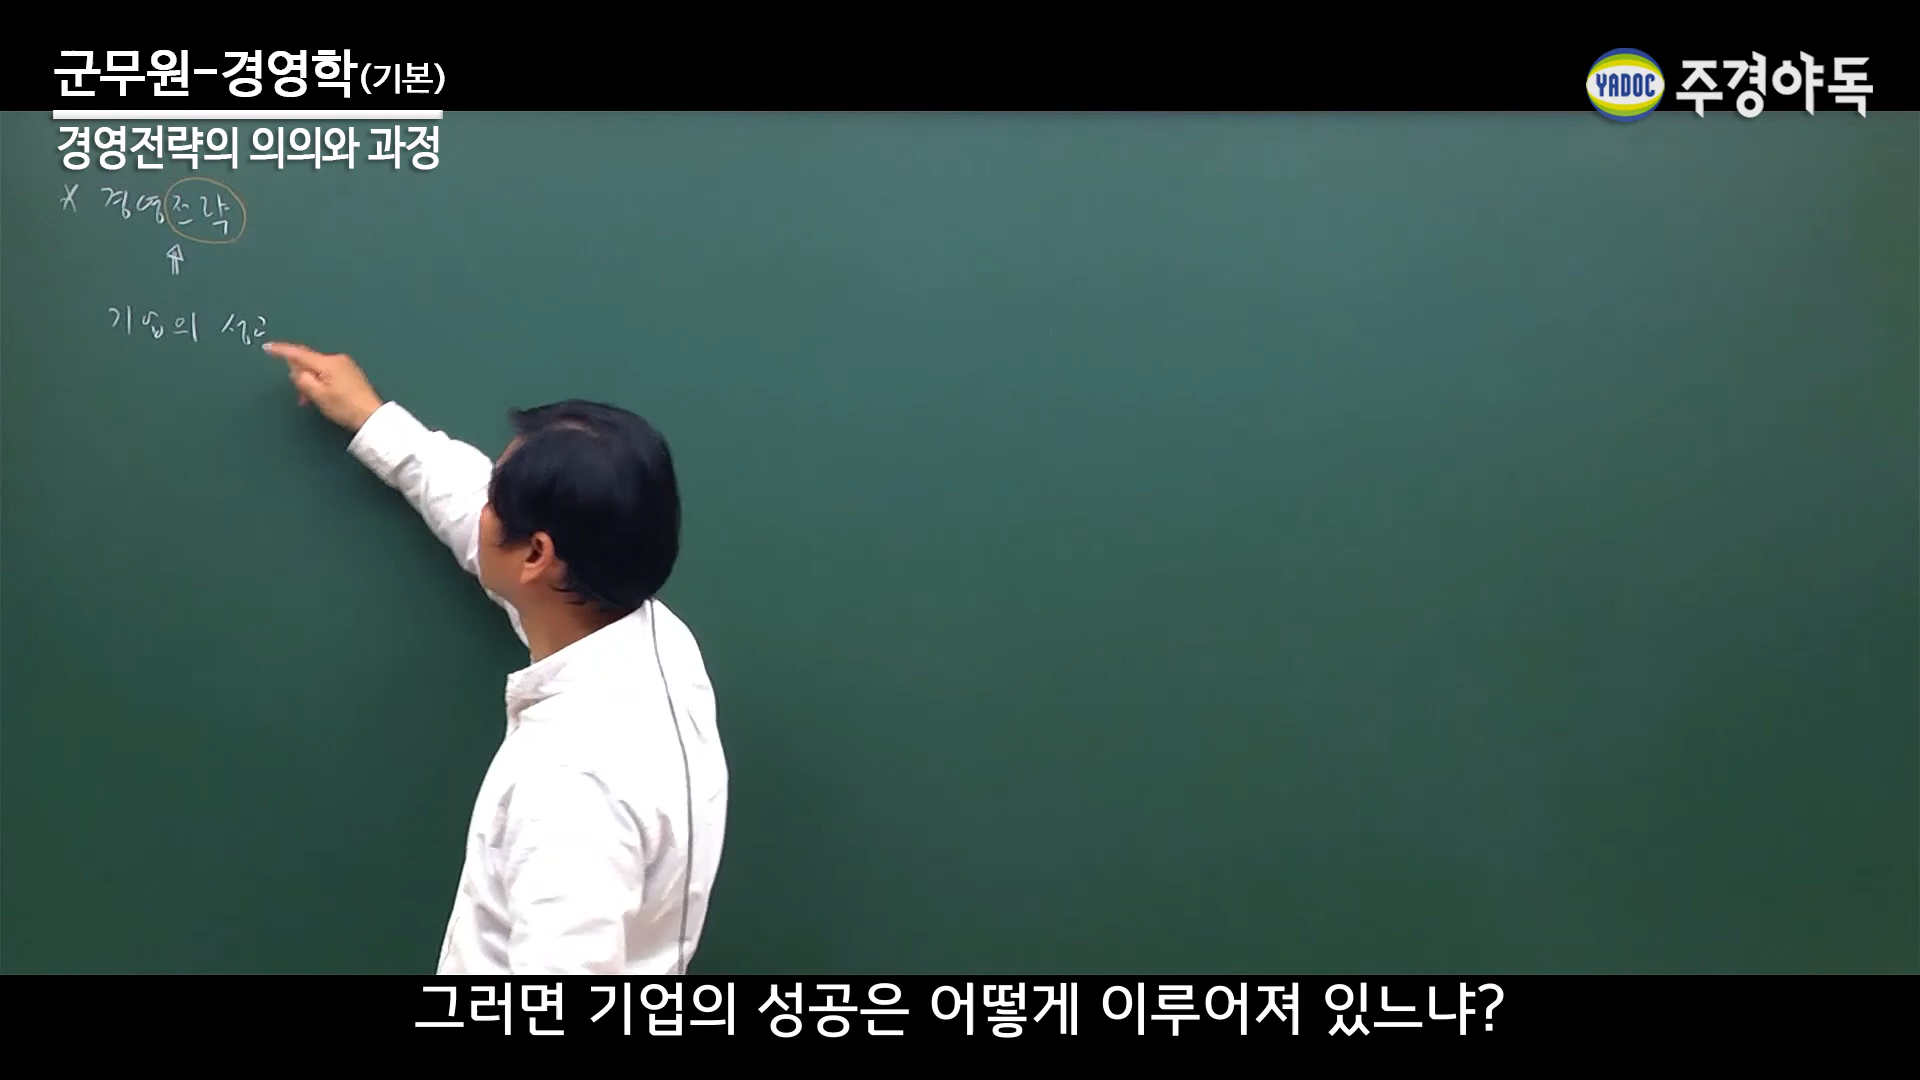 군무원-경영학(기본)
YADOC 주경야독
경영전략의 의의와 과정
* 경영전략
기업의 성공
그러면 기업의 성공은 어떻게 이루어져 있느냐?